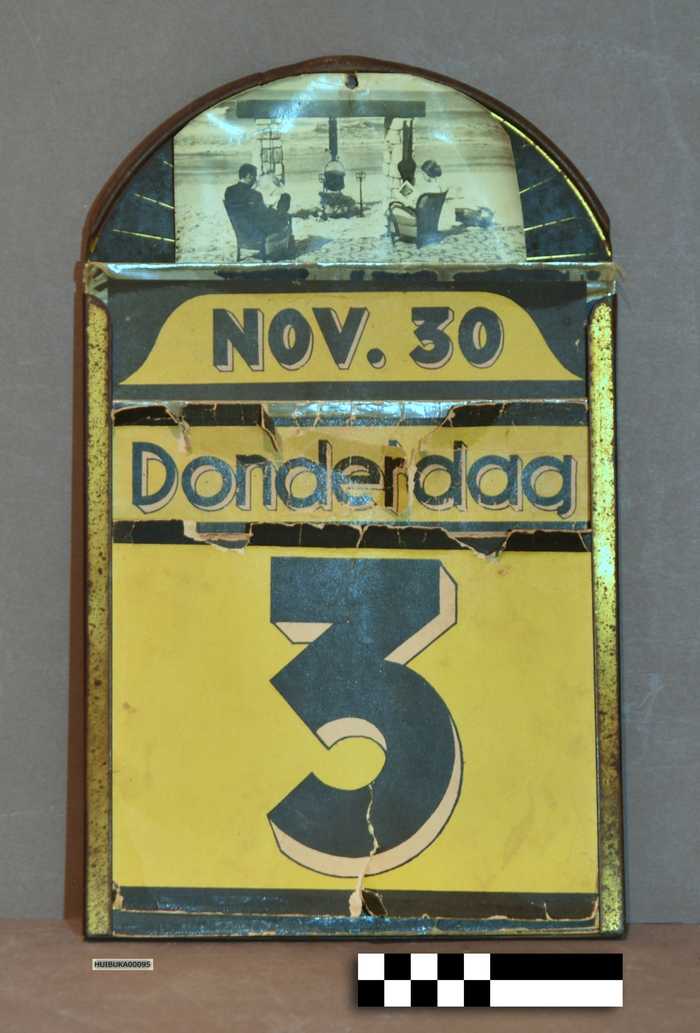 NOV. 30
Donderdag
3
HUIBUKA00095